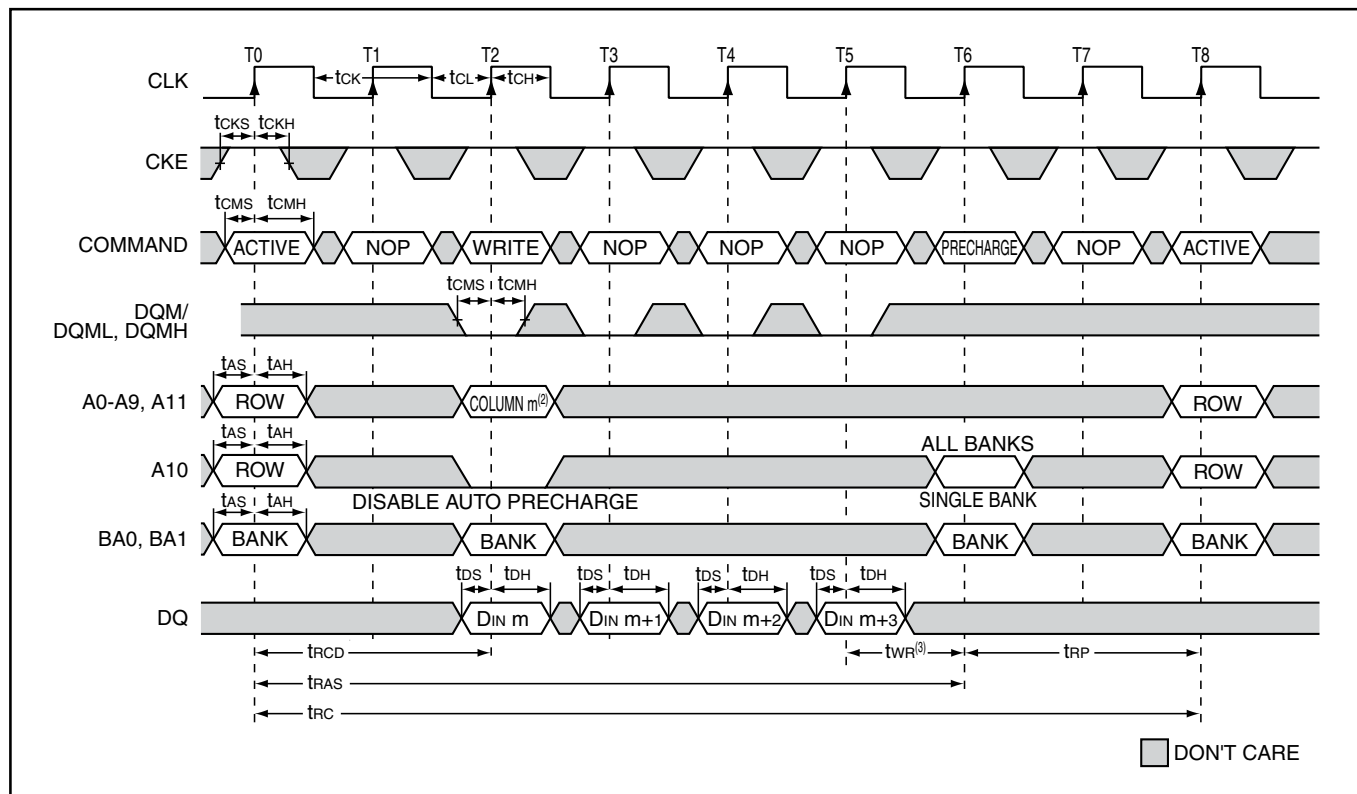 T0 T1 T2 T3 T4 T5 T6 T7 T8
CLK tCK tCL tCH
tCKS tCKH
CKE
tCMS tCMH
COMMAND ACTIVE NOP WRITE NOP NOP NOP PRECHARGE NOP ACTIVE
tCMS tCMH
DQM/
DQML, DQMH
tAS tAH
A0-A9, A11 ROW COLUMN m(2) ROW
tAS tAH ALL BANKS
A10 ROW ROW
DISABLE AUTO PRECHARGE SINGLE BANK
tAS tAH
BA0, BA1 BANK BANK BANK BANK
tDS tDH tDS tDH tDS tDH tDS tDH
DQ DIN m DIN m+1 DIN m+2 DIN m+3
tRCD tWR(3) tRP
tRAS
tRC
DON'T CARE